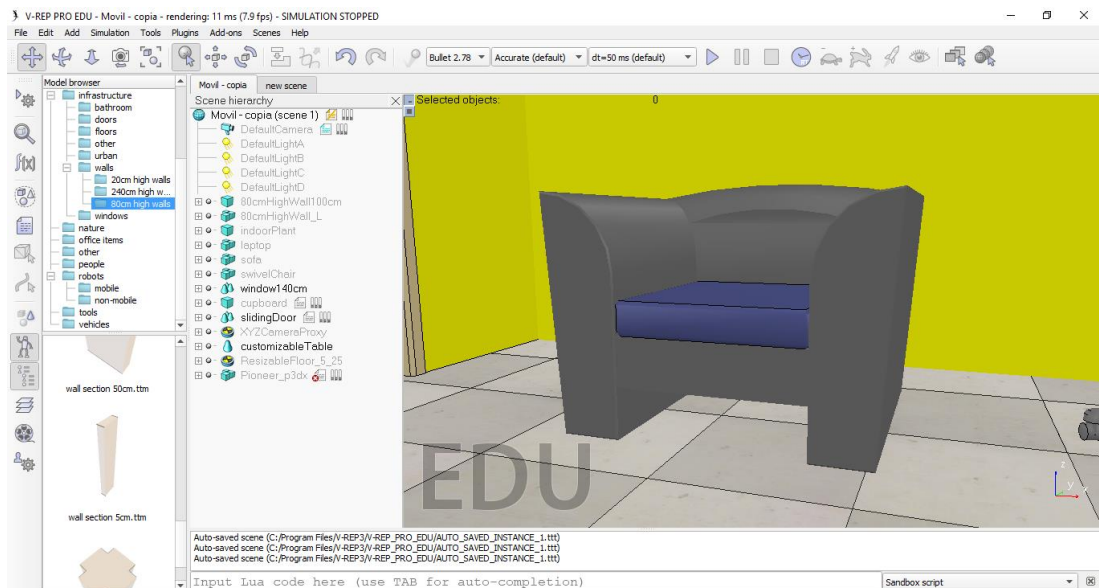 V-REP PRO EDU - Movil - copia - rendering: 11 ms (7.9 fps) - SIMULATION STOPPED
File Edit Add Simulation Tools Plugins Add-ons Scenes Help
Bullet 2.78 Accurate (default) dt=50 ms (default)
Model browser
infrastructure
bathroom
doors
floors
other
urban
walls
20cm high walls
240cm high w...
80cm high walls
windows
nature
office items
other
people
robots
mobile
non-mobile
tools
vehicles
wall section 50cm.ttm
wall section 5cm.ttm
Movil - copia new scene
Scene hierarchy
Movil - copia (scene 1)
DefaultCamera
DefaultLightA
DefaultLightB
DefaultLightC
DefaultLightD
80cmHighWall100cm
80cmHighWall_L
indoorPlant
laptop
sofa
swivelChair
window140cm
cupboard
slidingDoor
XYZCameraProxy
customizableTable
ResizableFloor_5_25
Pioneer_p3dx
Selected objects: 0
EDU
z
y
x
Auto-saved scene (C:/Program Files/V-REP3/V-REP_PRO_EDU/AUTO_SAVED_INSTANCE_1.ttt)
Auto-saved scene (C:/Program Files/V-REP3/V-REP_PRO_EDU/AUTO_SAVED_INSTANCE_1.ttt)
Auto-saved scene (C:/Program Files/V-REP3/V-REP_PRO_EDU/AUTO_SAVED_INSTANCE_1.ttt)
Input Lua code here (use TAB for auto-completion) Sandbox script
f(x)